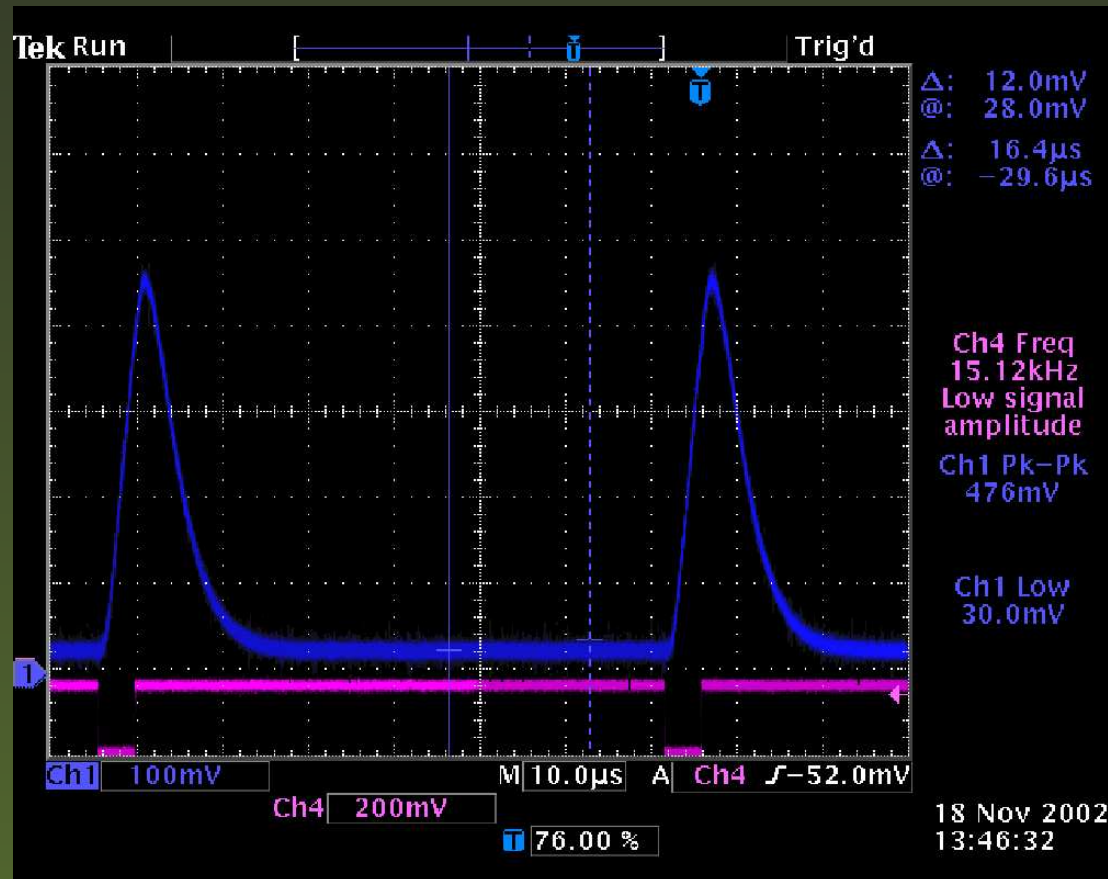 Tek Run Trig'd
T
T
Δ: 12.0mV
@: 28.0mV
Δ: 16.4µs
@: −29.6µs
Ch4 Freq
15.12kHz
Low signal
amplitude
Ch1 Pk−Pk
476mV
Ch1 Low
30.0mV
1
Ch1 100mV M 10.0µs A Ch4 −52.0mV
Ch4 200mV
T 76.00 %
18 Nov 2002
13:46:32